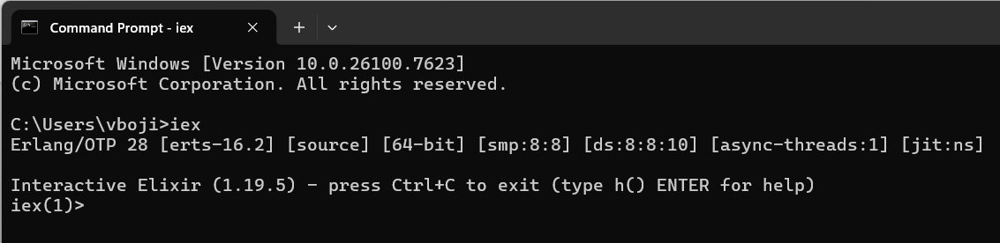 Command Prompt - iex
Microsoft Windows [Version 10.0.26100.7623]
(c) Microsoft Corporation. All rights reserved.
C:\Users\vboji>iex
Erlang/OTP 28 [erts-16.2] [source] [64-bit] [smp:8:8] [ds:8:8:10] [async-threads:1] [jit:ns]
Interactive Elixir (1.19.5) - press Ctrl+C to exit (type h() ENTER for help)
iex(1)>